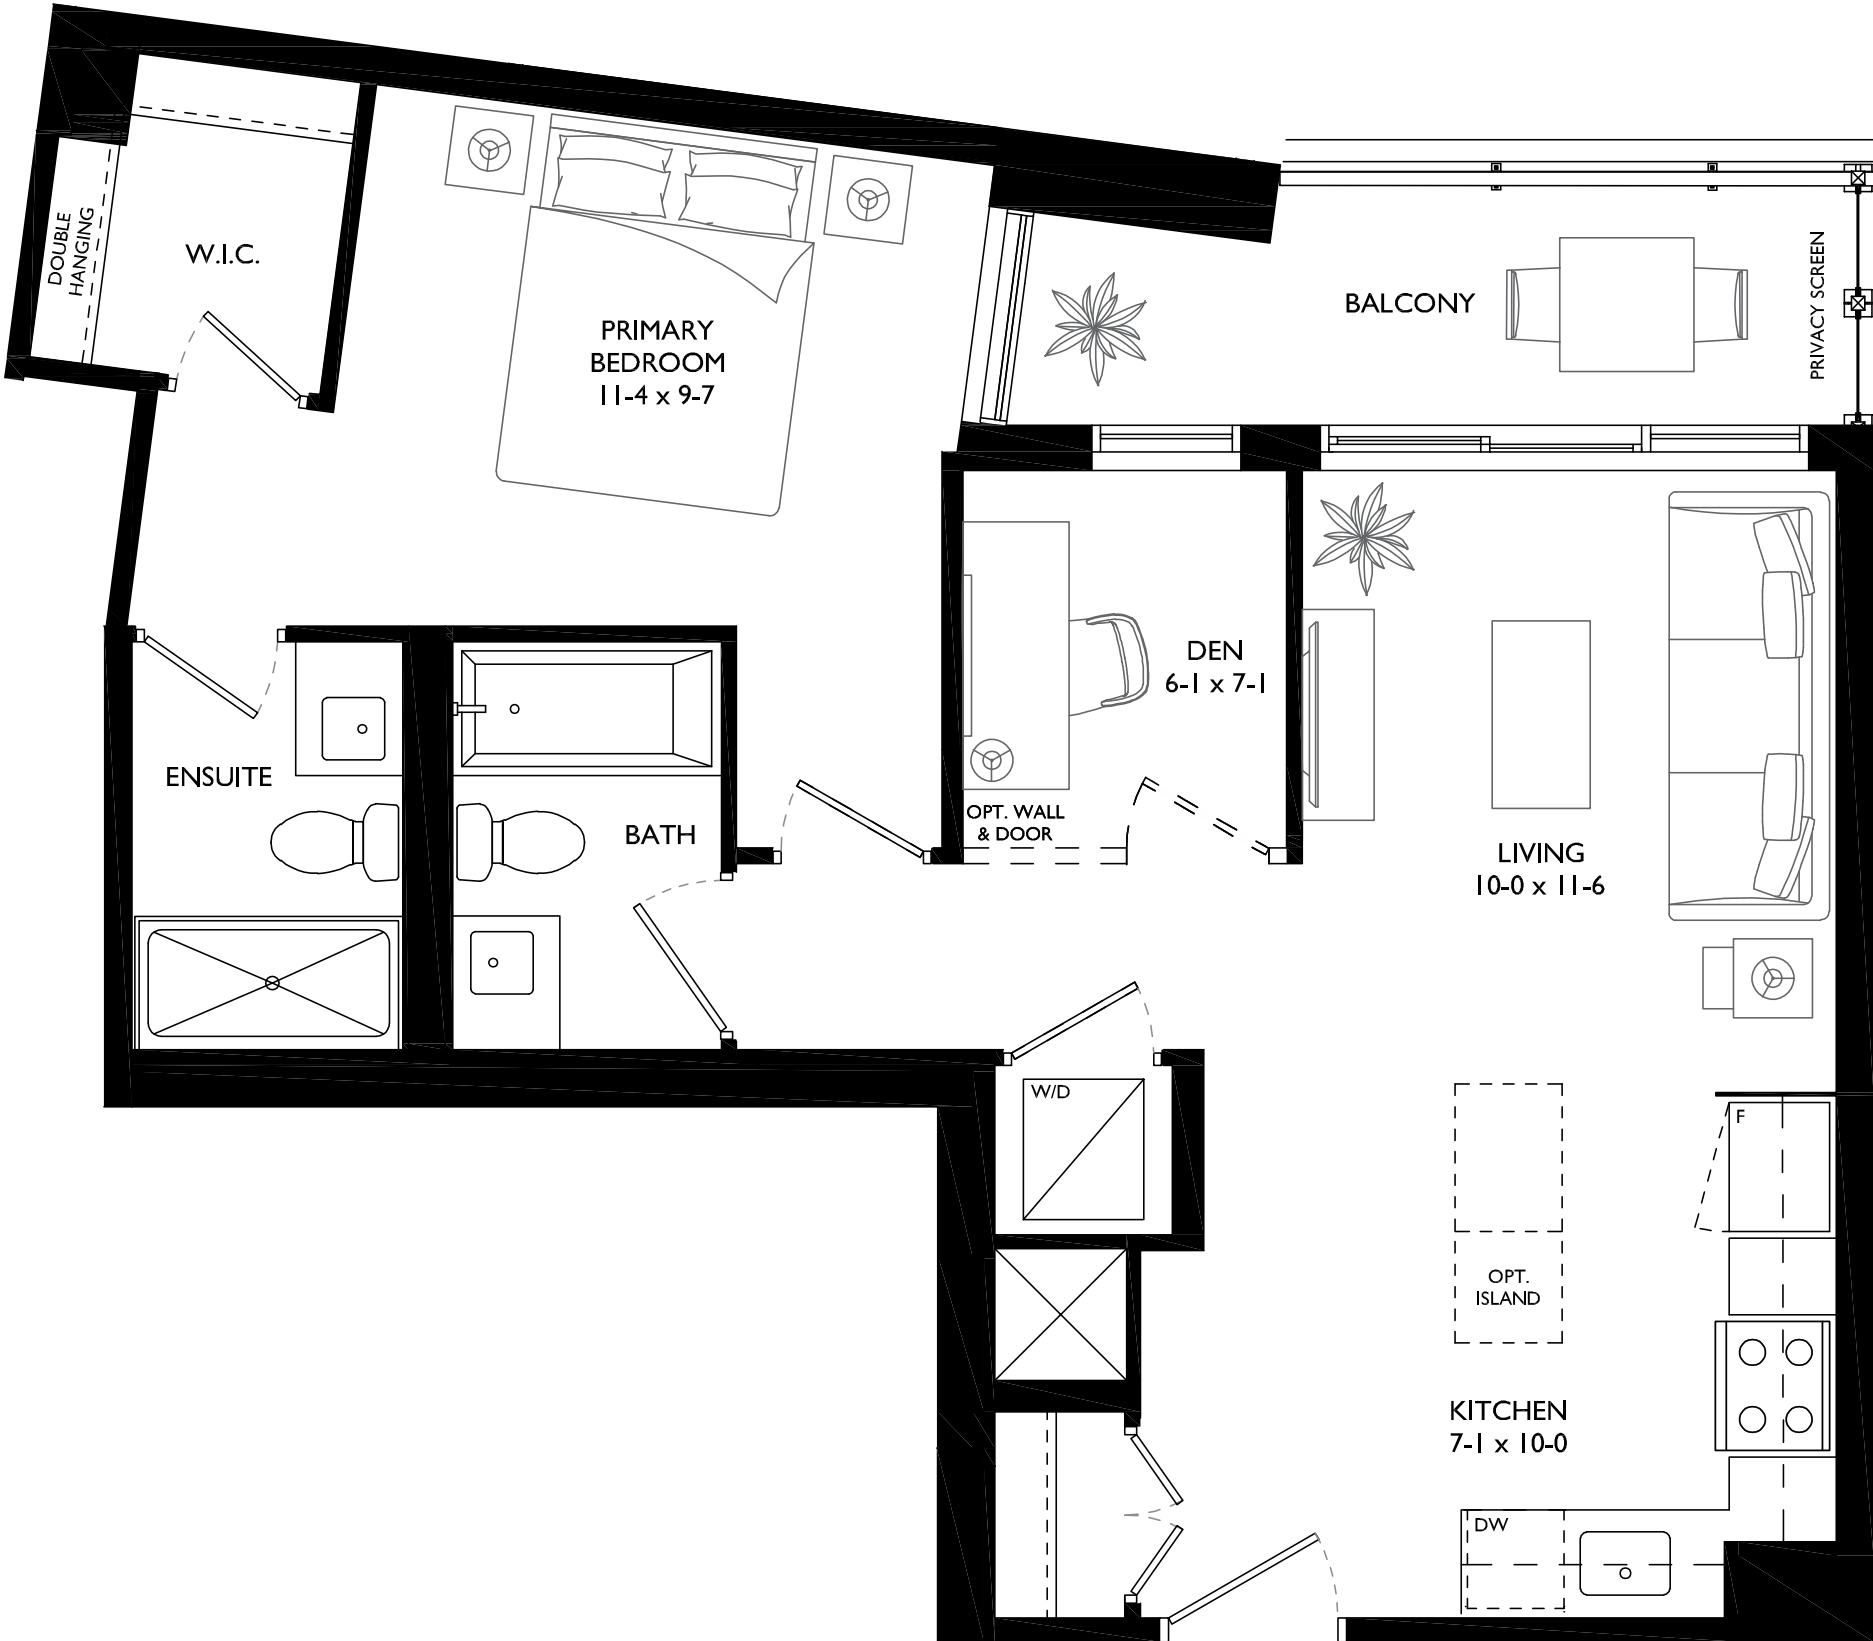 DOUBLE
HANGING
W.I.C.
PRIMARY
BEDROOM
11-4 x 9-7
BALCONY
PRIVACY SCREEN
DEN
6-1 x 7-1
OPT. WALL
& DOOR
ENSUITE
BATH
LIVING
10-0 x 11-6
W/D
F
OPT.
ISLAND
KITCHEN
7-1 x 10-0
DW